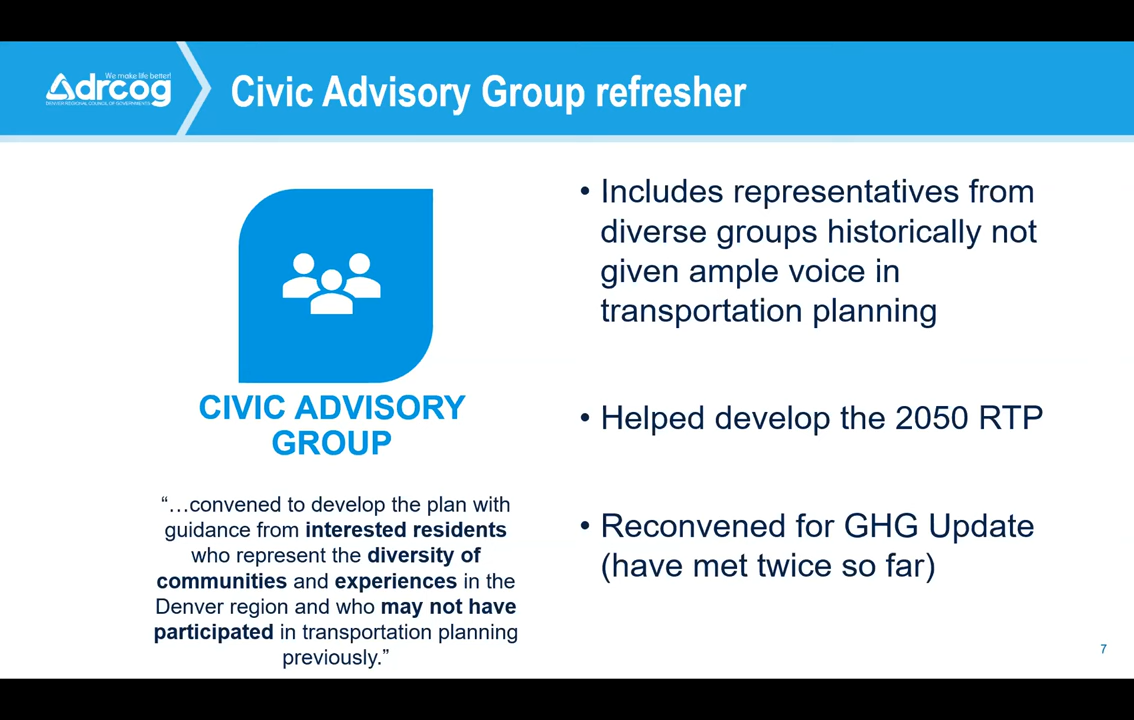 We make life better!
drcog
DENVER REGIONAL COUNCIL OF GOVERNMENTS
Civic Advisory Group refresher
CIVIC ADVISORY
GROUP
“…convened to develop the plan with
guidance from interested residents
who represent the diversity of
communities and experiences in the
Denver region and who may not have
participated in transportation planning
previously.”
• Includes representatives from
diverse groups historically not
given ample voice in
transportation planning
• Helped develop the 2050 RTP
• Reconvened for GHG Update
(have met twice so far)
7